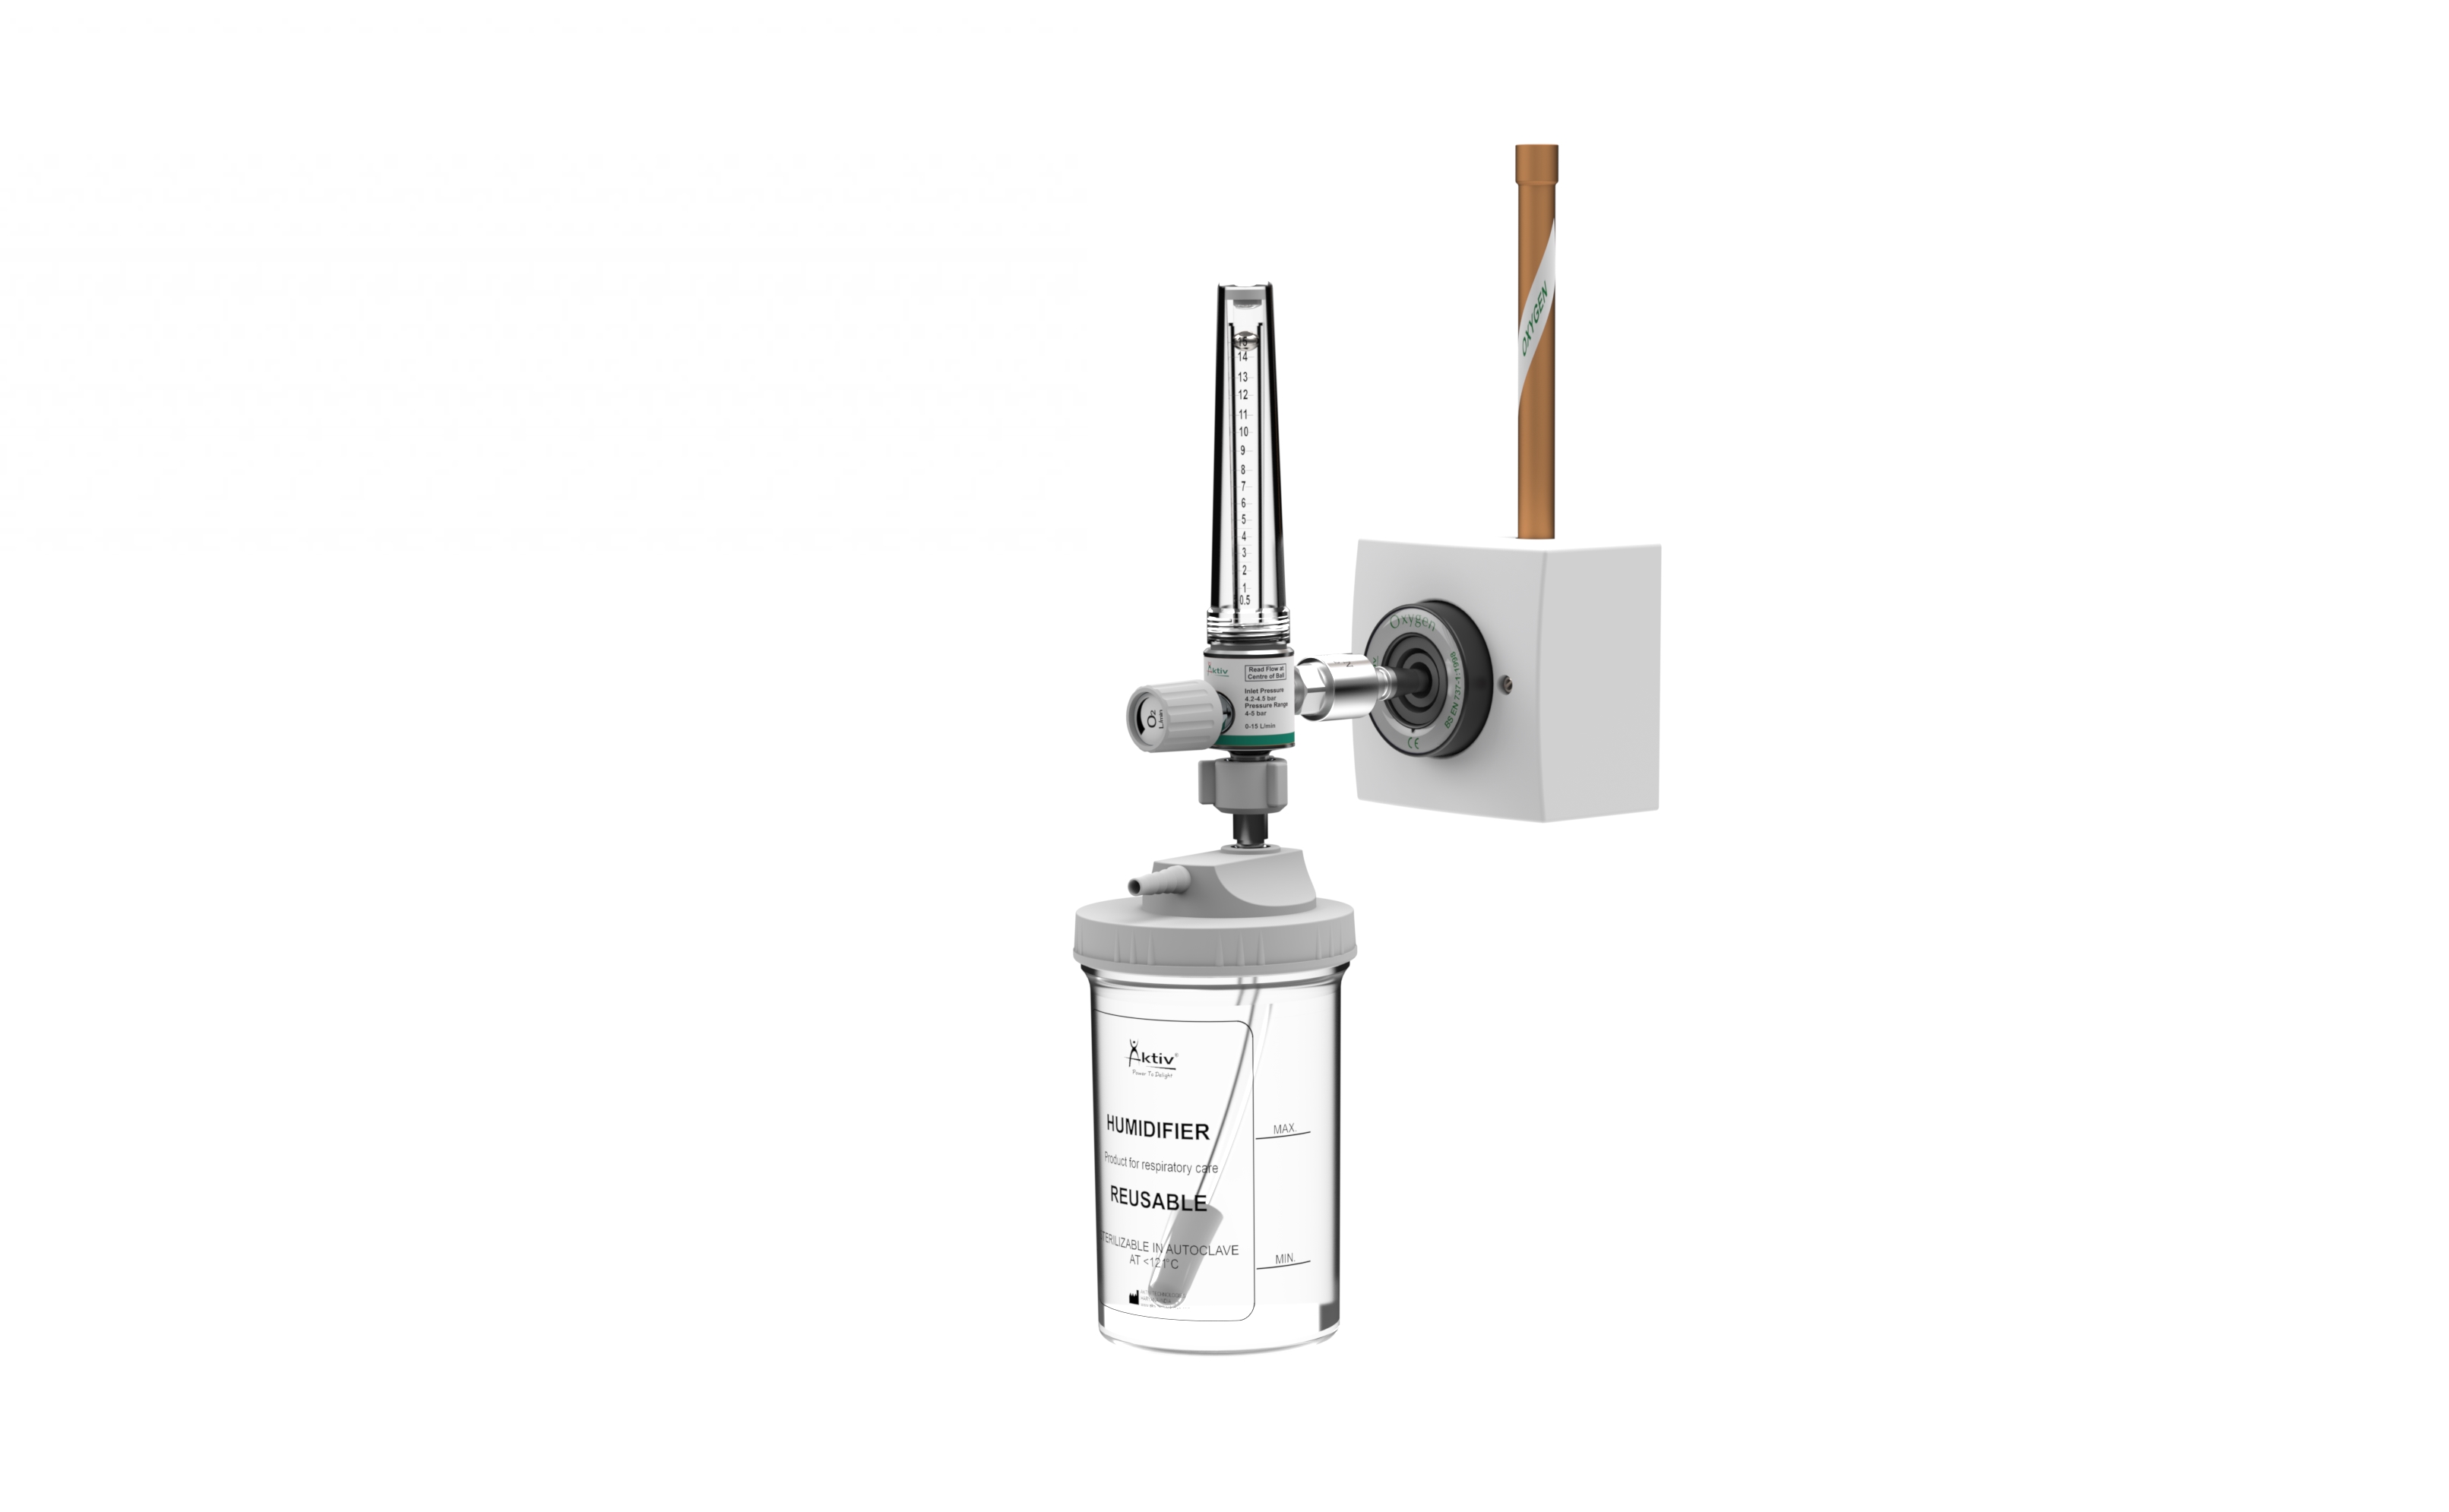 OXYGEN
15
14
13
12
11
10
9
8
7
6
5
4
3
2
1
0.5
Oxygen
BS EN 737-1:1998
CE
Aktiv
Read Flow at
Centre of Ball
Inlet Pressure
4.2-4.5 bar
Pressure Range
4-5 bar
0-15 L/min
O2
L/min
Aktiv®
Power To Delight
HUMIDIFIER
Product for respiratory care
REUSABLE
STERILIZABLE IN AUTOCLAVE
AT <121°C
MAX.
MIN.